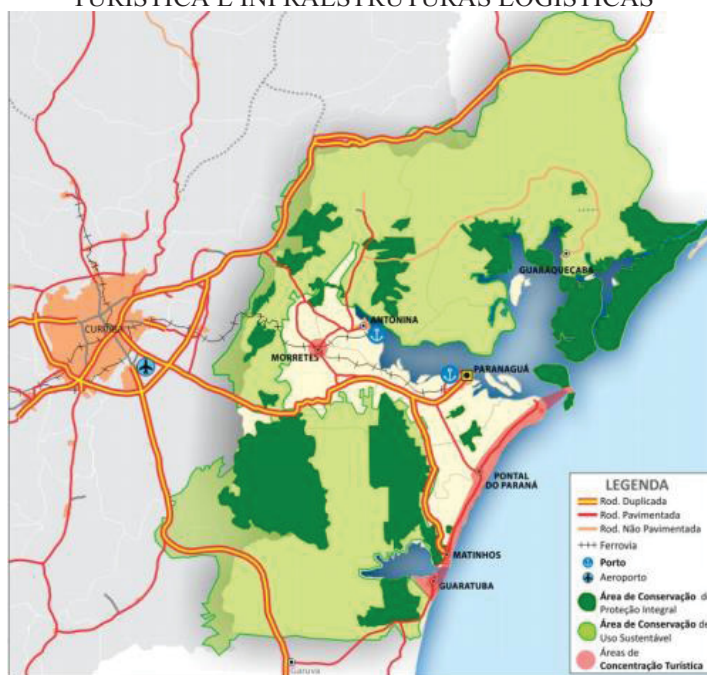 TURÍSTICA E INFRAESTRUTURAS LOGÍSTICAS
GUARAQUEÇABA
ANTONINA
CURITIBA
MORRETES
PARANAGUÁ
PONTAL
DO PARANÁ
MATINHOS
GUARATUBA
Garuva
LEGENDA
Rod. Duplicada
Rod. Pavimentada
Rod. Não Pavimentada
Ferrovia
Porto
Aeroporto
Área de Conservação d
Proteção Integral
Área de Conservação de
Uso Sustentável
Áreas de
Concentração Turística